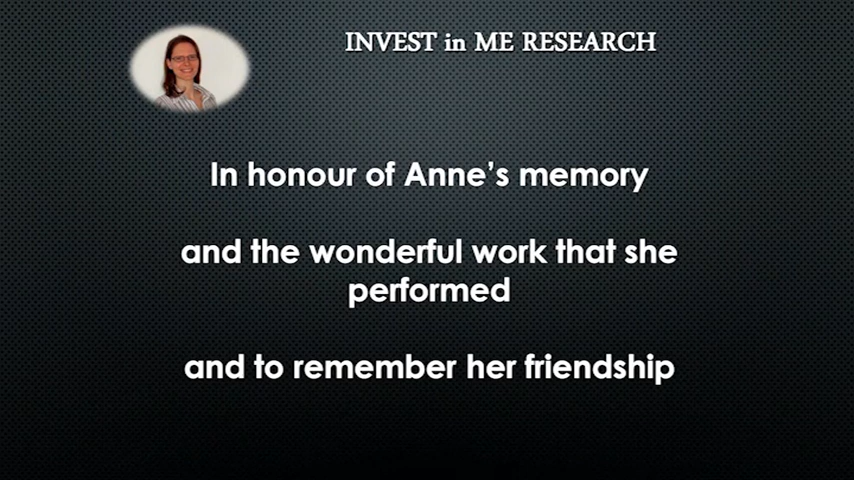 INVEST in ME RESEARCH
In honour of Anne's memory
and the wonderful work that she
performed
and to remember her friendship